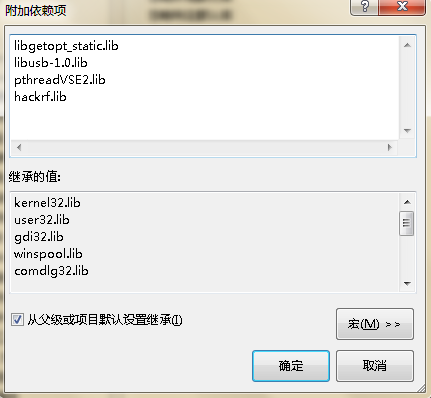 附加依赖项
libgetopt_static.lib
libusb-1.0.lib
pthreadVSE2.lib
hackrf.lib
继承的值:
kernel32.lib
user32.lib
gdi32.lib
winspool.lib
comdlg32.lib
从父级或项目默认设置继承(I)
宏(M) > >
确定
取消